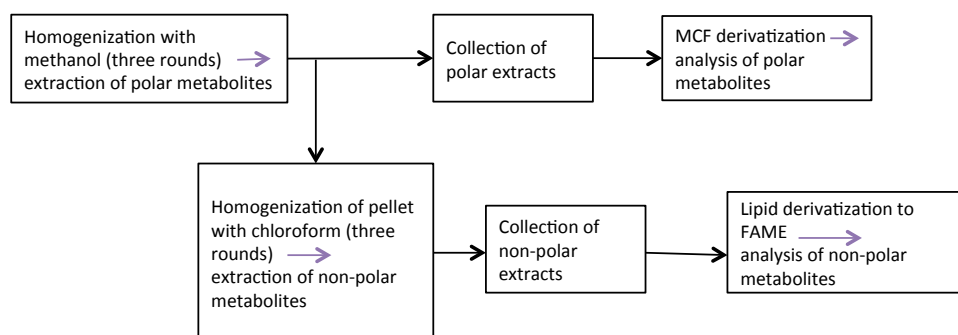 Homogenization with
methanol (three rounds)
extraction of polar metabolites
Collection of
polar extracts
MCF derivatization
analysis of polar
metabolites
Homogenization of pellet
with chloroform (three
rounds)
extraction of non-polar
metabolites
Collection of
non-polar
extracts
Lipid derivatization to
FAME
analysis of non-polar
metabolites